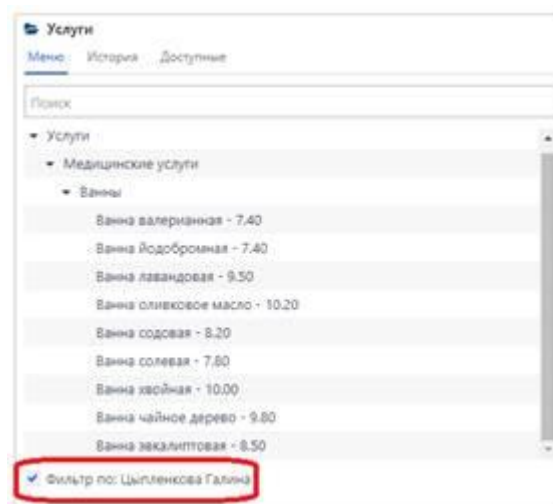 Услуги
Меню История Доступные
Поиск
Услуги
Медицинские услуги
Ванны
Ванна валерианная - 7.40
Ванна йодобромная - 7.40
Ванна лавандовая - 9.50
Ванна оливковое масло - 10.20
Ванна содовая - 8.20
Ванна солевая - 7.80
Ванна хвойная - 10.00
Ванна чайное дерево - 9.80
Ванна эвкалиптовая - 8.50
Фильтр по: Цыпленкова Галина